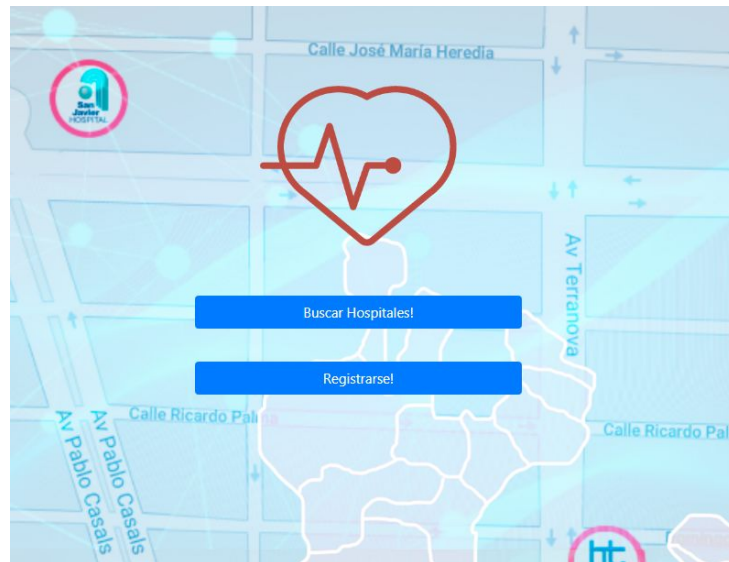 Calle José María Heredia
San
Javier
HOSPITAL
Av Terranova
Buscar Hospitales!
Registrarse!
Calle Ricardo Palma
Av Pablo Casals
Av Pablo Casals
Calle Ricardo Pal